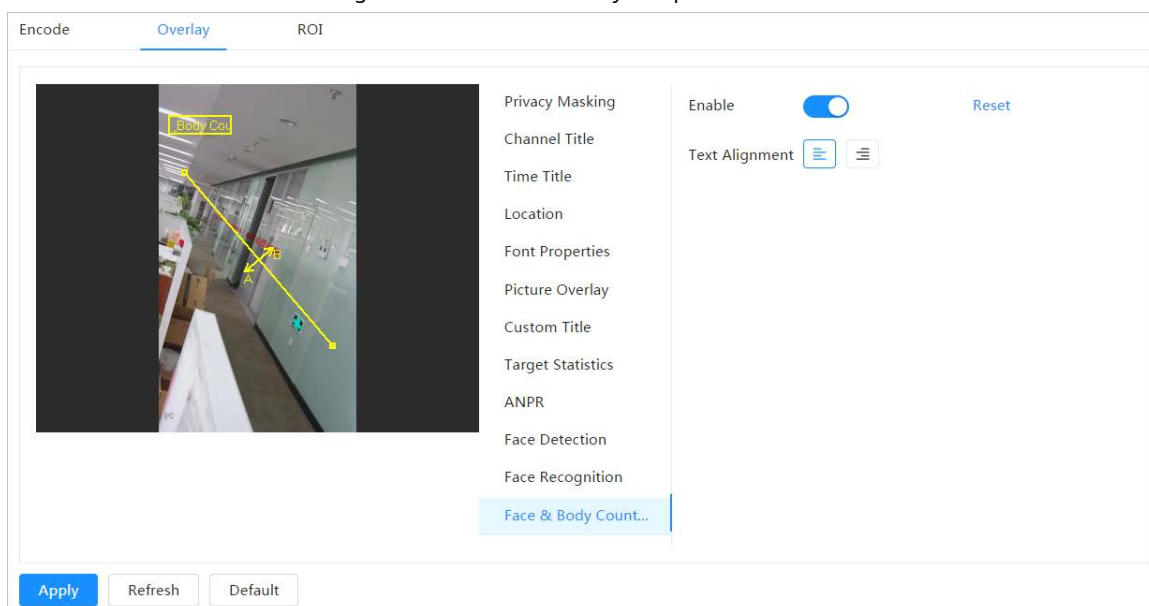 Encode Overlay ROI
Body Cou
B
A
Privacy Masking
Channel Title
Time Title
Location
Font Properties
Picture Overlay
Custom Title
Target Statistics
ANPR
Face Detection
Face Recognition
Face & Body Count...
Enable Reset
Text Alignment
Apply Refresh Default